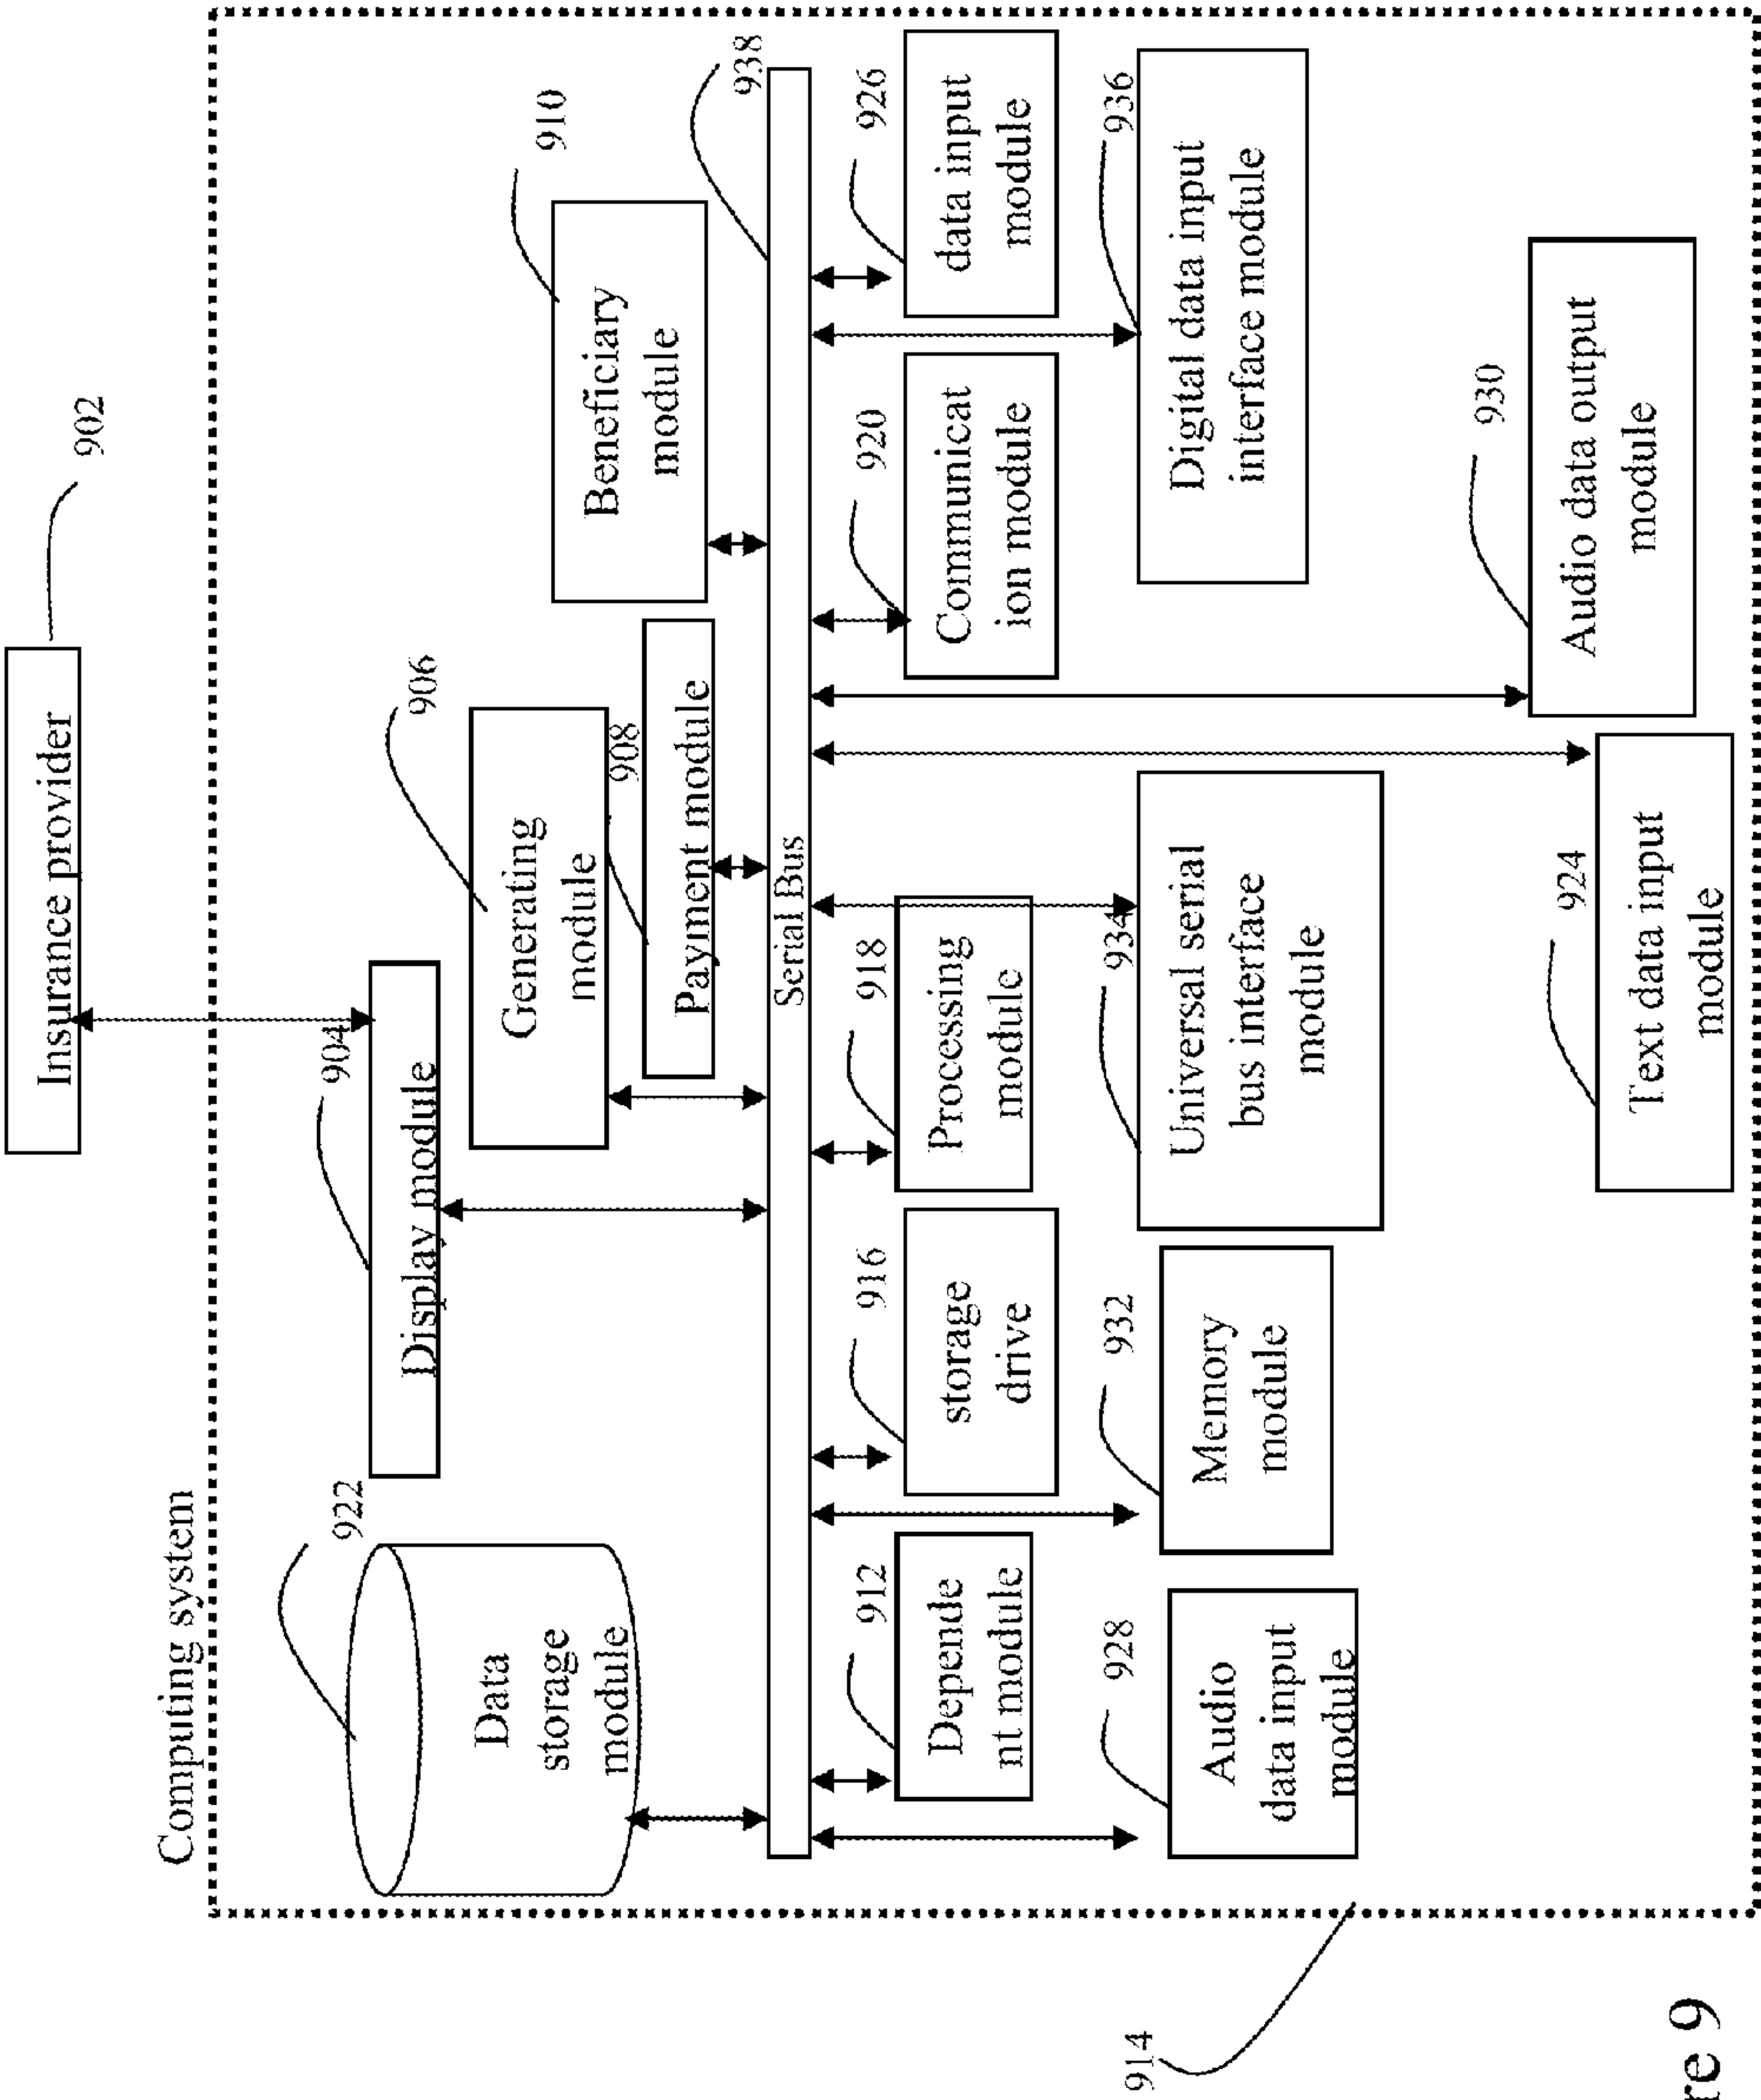 Insurance provider
902
Computing system
922
Data
storage
module
904
Display module
906
Generating
module
908
Payment module
910
Beneficiary
module
938
Serial Bus
912
Depende
nt module
916
storage
drive
918
Processing
module
920
Communicat
ion module
926
data input
module
928
Audio
data input
module
932
Memory
module
934
Universal serial
bus interface
module
936
Digital data input
interface module
924
Text data input
module
930
Audio data output
module
914
re 9